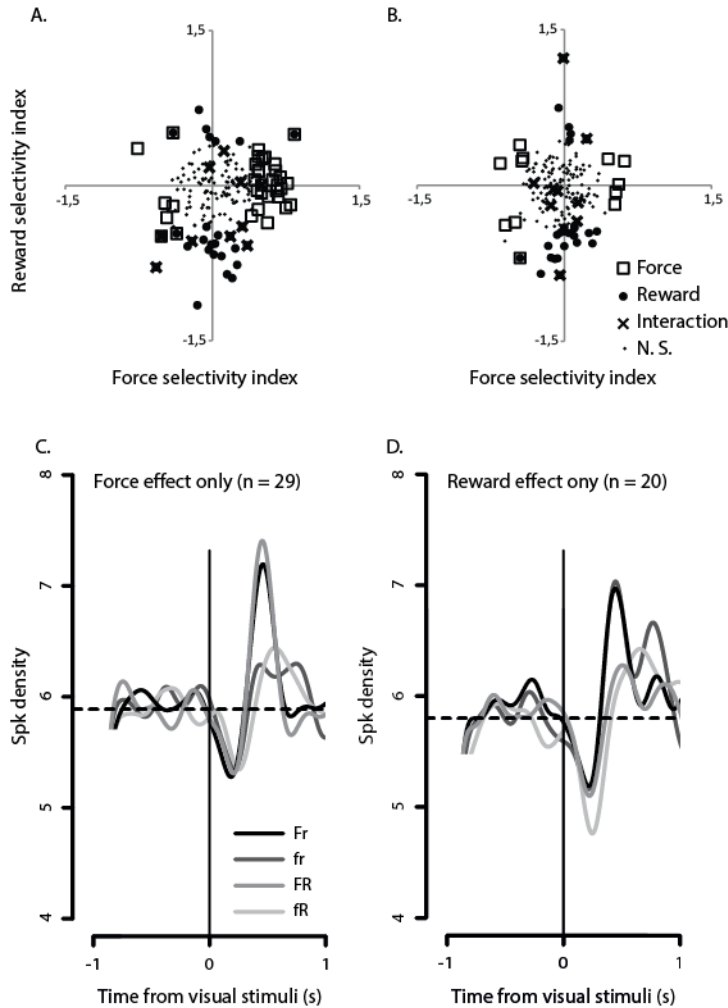 A.
1,5
Reward selectivity index
-1,5
1,5
-1,5
Force selectivity index
B.
1,5
-1,5
1,5
-1,5
Force
Reward
Interaction
N. S.
Force selectivity index
C.
Force effect only (n = 29)
Spk density
8
7
6
5
4
Fr
fr
FR
fR
-1
0
1
Time from visual stimuli (s)
D.
Reward effect ony (n = 20)
Spk density
8
7
6
5
4
-1
0
1
Time from visual stimuli (s)